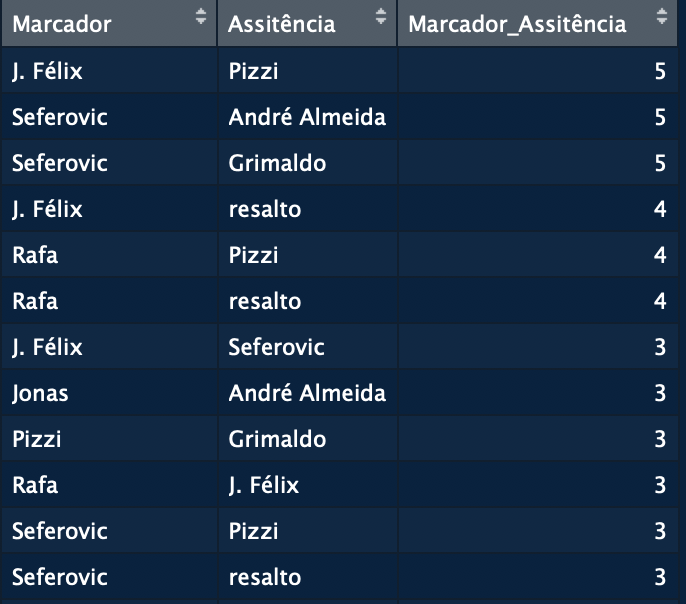 Marcador Assitência Marcador_Assitência
J. Félix Pizzi 5
Seferovic André Almeida 5
Seferovic Grimaldo 5
J. Félix resalto 4
Rafa Pizzi 4
Rafa resalto 4
J. Félix Seferovic 3
Jonas André Almeida 3
Pizzi Grimaldo 3
Rafa J. Félix 3
Seferovic Pizzi 3
Seferovic resalto 3